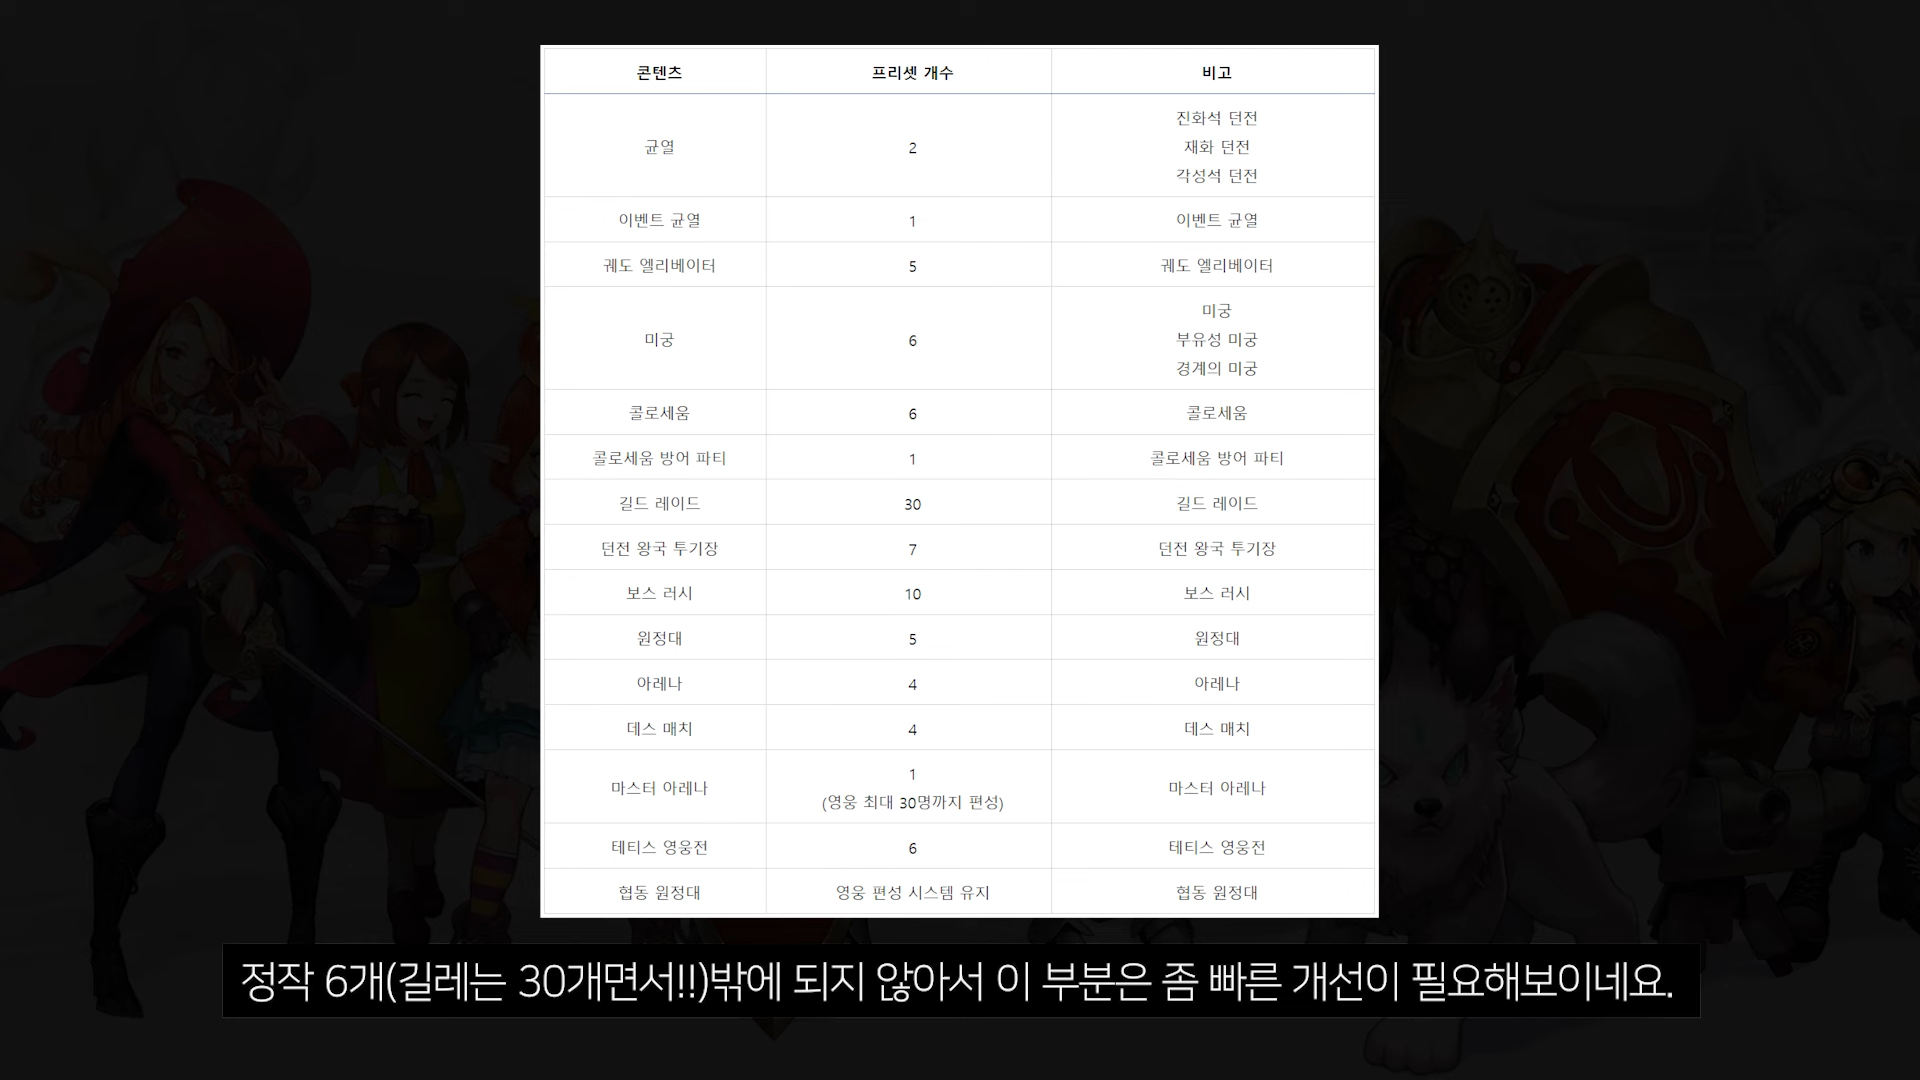 콘텐츠 프리셋 개수 비고
균열 2 진화석 던전
재화 던전
각성석 던전
이벤트 균열 1 이벤트 균열
궤도 엘리베이터 5 궤도 엘리베이터
미궁 6 미궁
부유성 미궁
경계의 미궁
콜로세움 6 콜로세움
콜로세움 방어 파티 1 콜로세움 방어 파티
길드 레이드 30 길드 레이드
던전 왕국 투기장 7 던전 왕국 투기장
보스 러시 10 보스 러시
원정대 5 원정대
아레나 4 아레나
데스 매치 4 데스 매치
마스터 아레나 1 마스터 아레나
(영웅 최대 30명까지 편성)
테티스 영웅전 6 테티스 영웅전
협동 원정대 영웅 편성 시스템 유지 협동 원정대
정작 6개(길레는 30개면서!!)밖에 되지 않아서 이 부분은 좀 빠른 개선이 필요해보이네요.